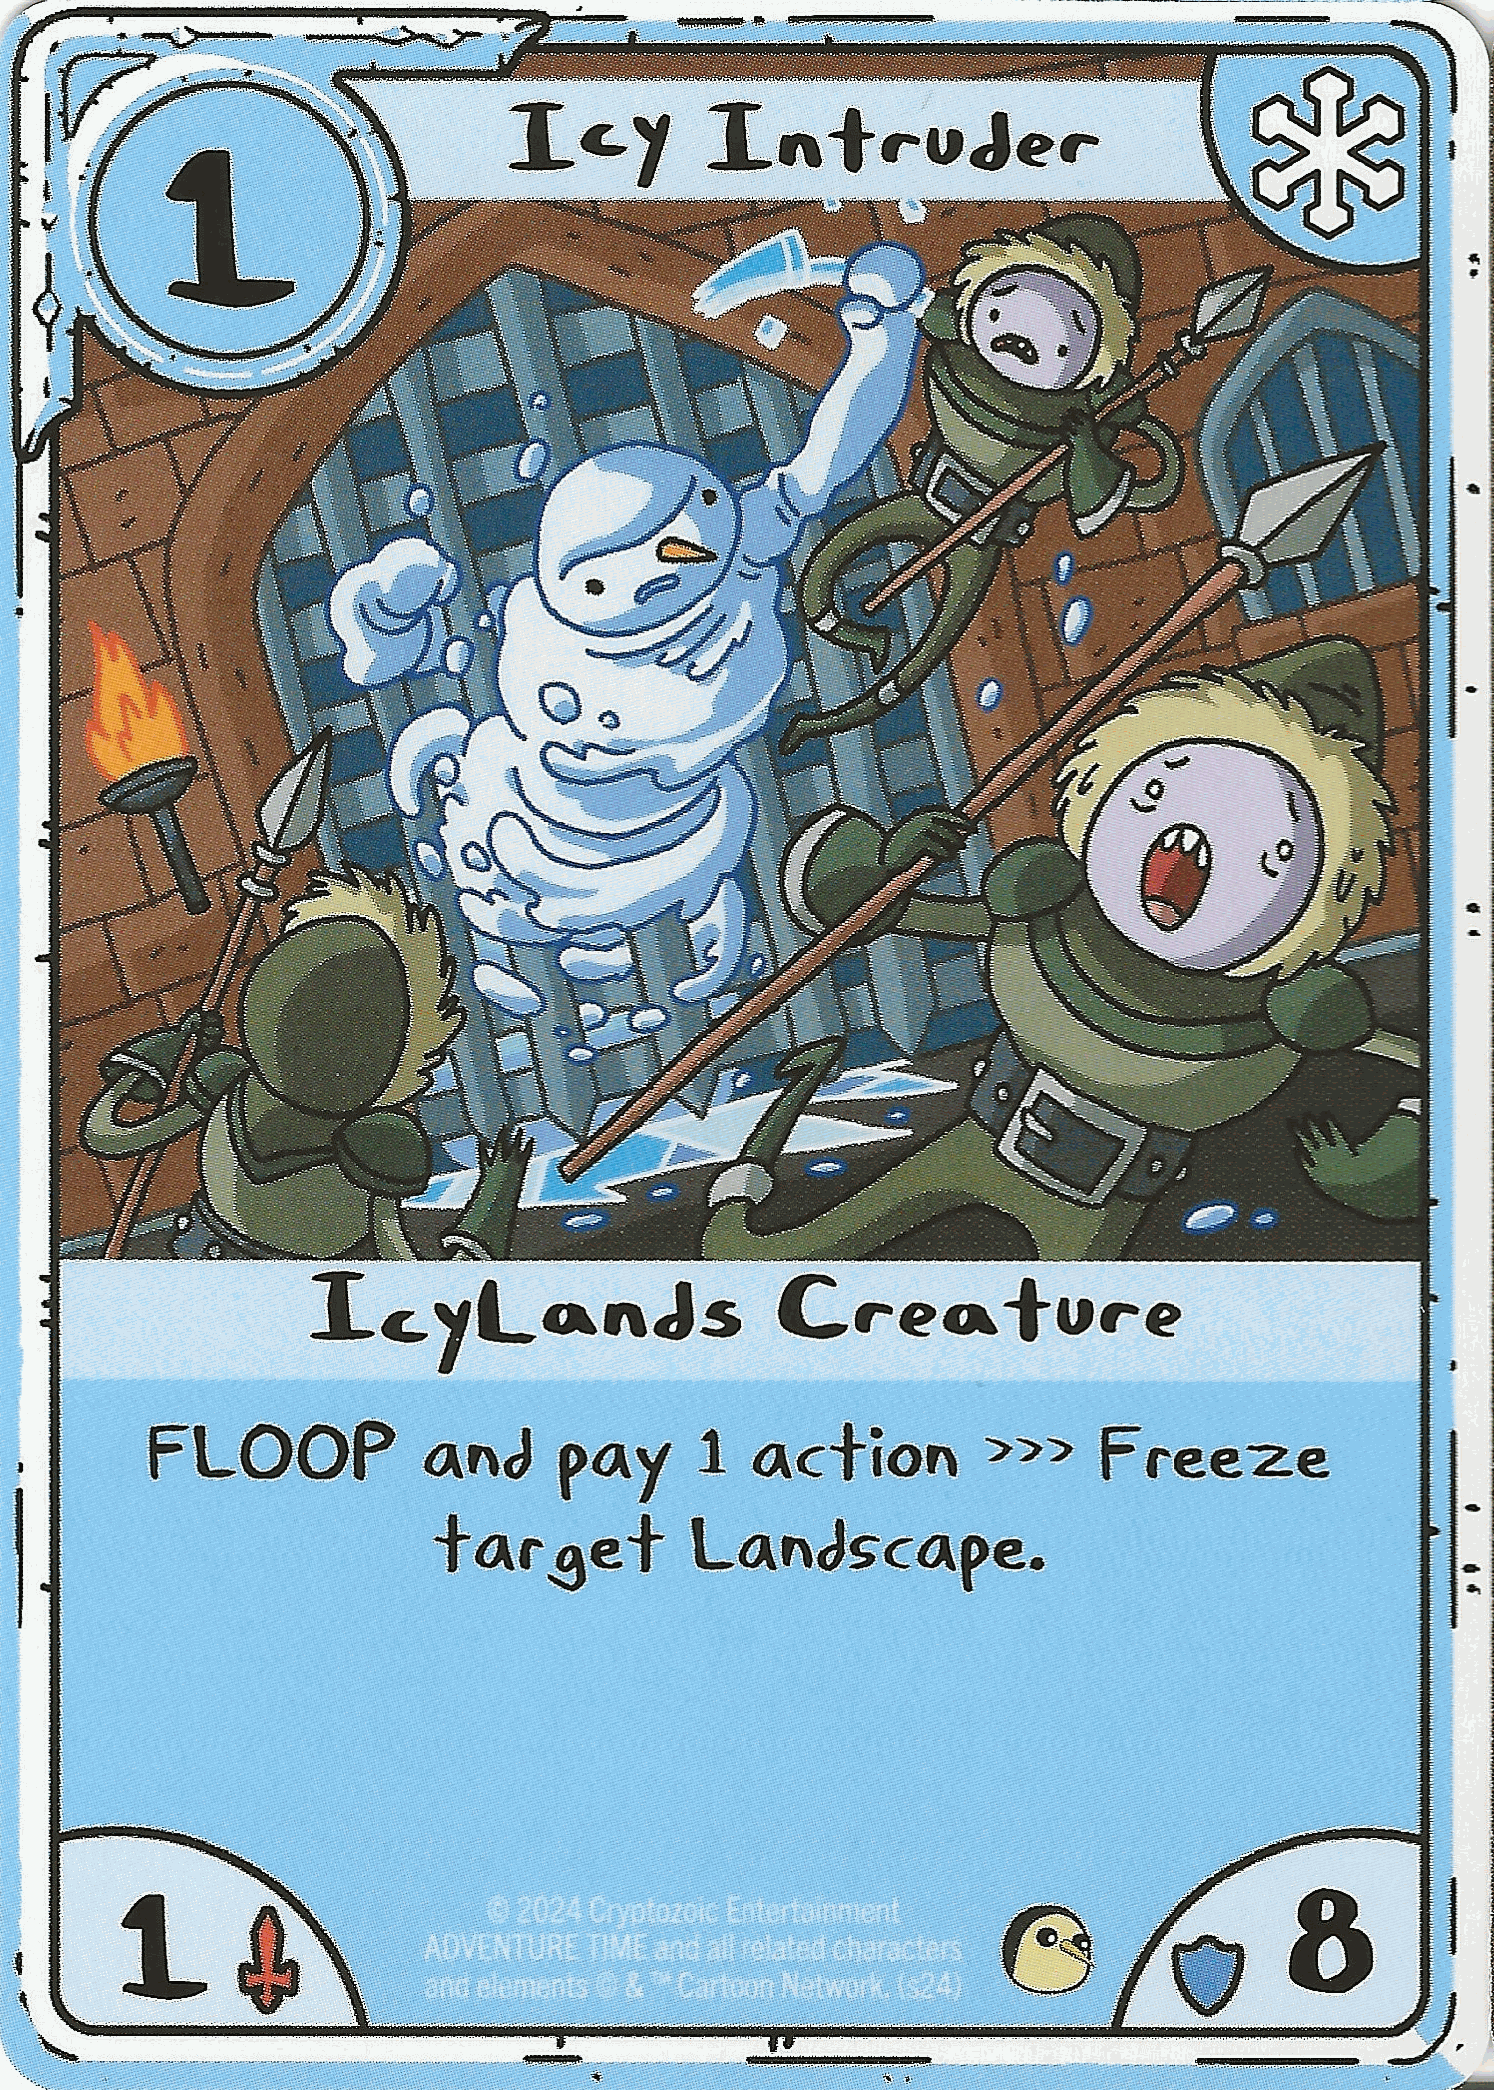 1
Icy Intruder
IcyLands Creature
FLOOP and pay 1 action >>> Freeze
target Landscape.
1
© 2024 Cryptozoic Entertainment
ADVENTURE TIME and all related characters
and elements © & ™ Cartoon Network. (s24)
8